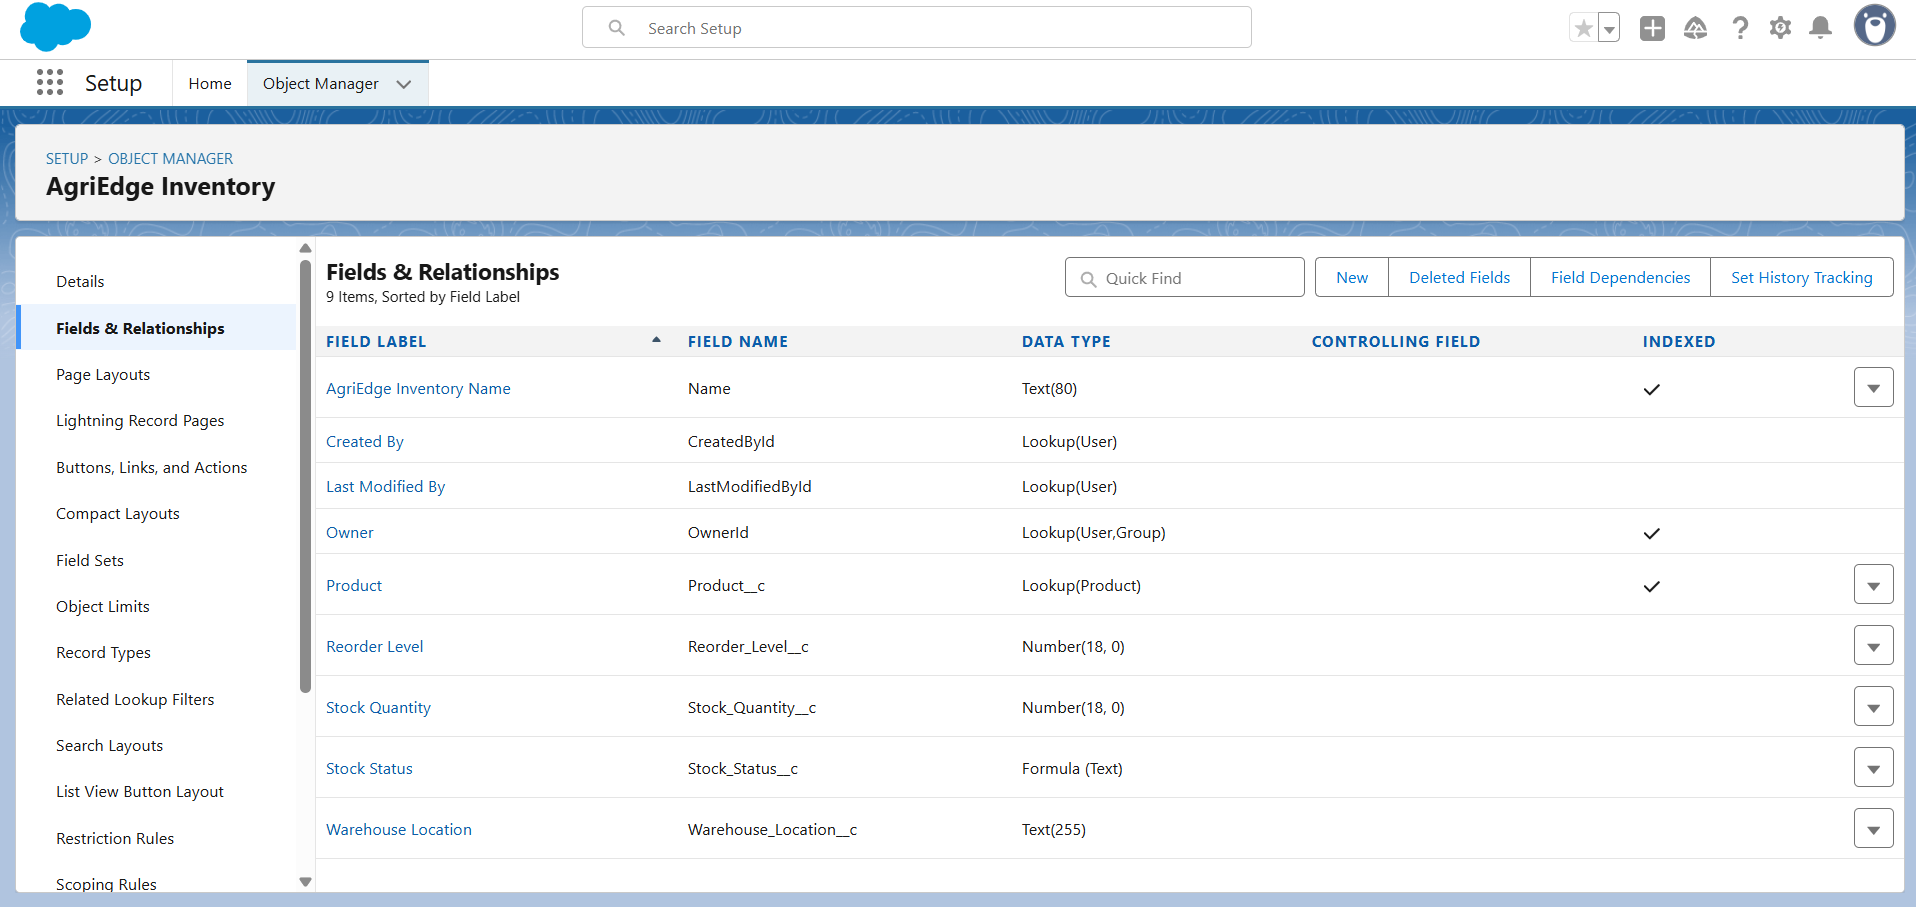 Search Setup
Setup
Home
Object Manager
SETUP > OBJECT MANAGER
AgriEdge Inventory
Details
Fields & Relationships
Page Layouts
Lightning Record Pages
Buttons, Links, and Actions
Compact Layouts
Field Sets
Object Limits
Record Types
Related Lookup Filters
Search Layouts
List View Button Layout
Restriction Rules
Scoping Rules
Fields & Relationships
9 Items, Sorted by Field Label
Quick Find
New
Deleted Fields
Field Dependencies
Set History Tracking
FIELD LABEL FIELD NAME DATA TYPE CONTROLLING FIELD INDEXED
AgriEdge Inventory Name Name Text(80)
Created By CreatedById Lookup(User)
Last Modified By LastModifiedById Lookup(User)
Owner OwnerId Lookup(User,Group)
Product Product__c Lookup(Product)
Reorder Level Reorder_Level__c Number(18, 0)
Stock Quantity Stock_Quantity__c Number(18, 0)
Stock Status Stock_Status__c Formula (Text)
Warehouse Location Warehouse_Location__c Text(255)